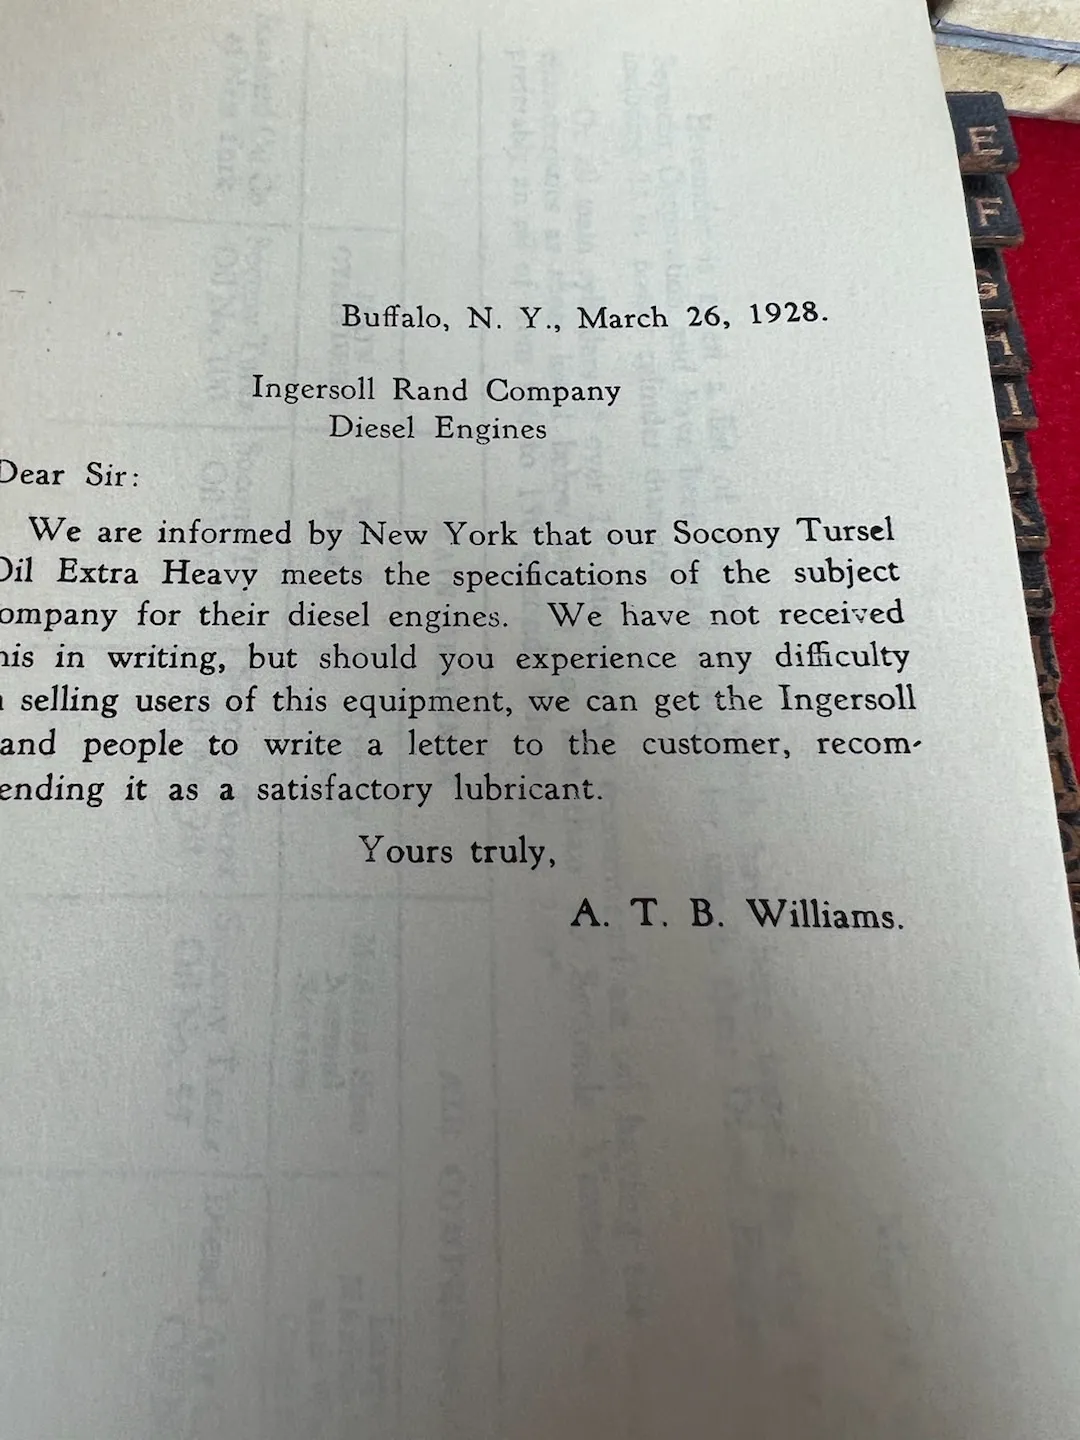 Buffalo, N. Y., March 26, 1928.
Ingersoll Rand Company
Diesel Engines
Dear Sir:
We are informed by New York that our Socony Tursel
Oil Extra Heavy meets the specifications of the subject
ompany for their diesel engines. We have not received
his in writing, but should you experience any difficulty
selling users of this equipment, we can get the Ingersoll
and people to write a letter to the customer, recom-
ending it as a satisfactory lubricant.
Yours truly,
A. T. B. Williams.
E
F
G
H
I
J
K